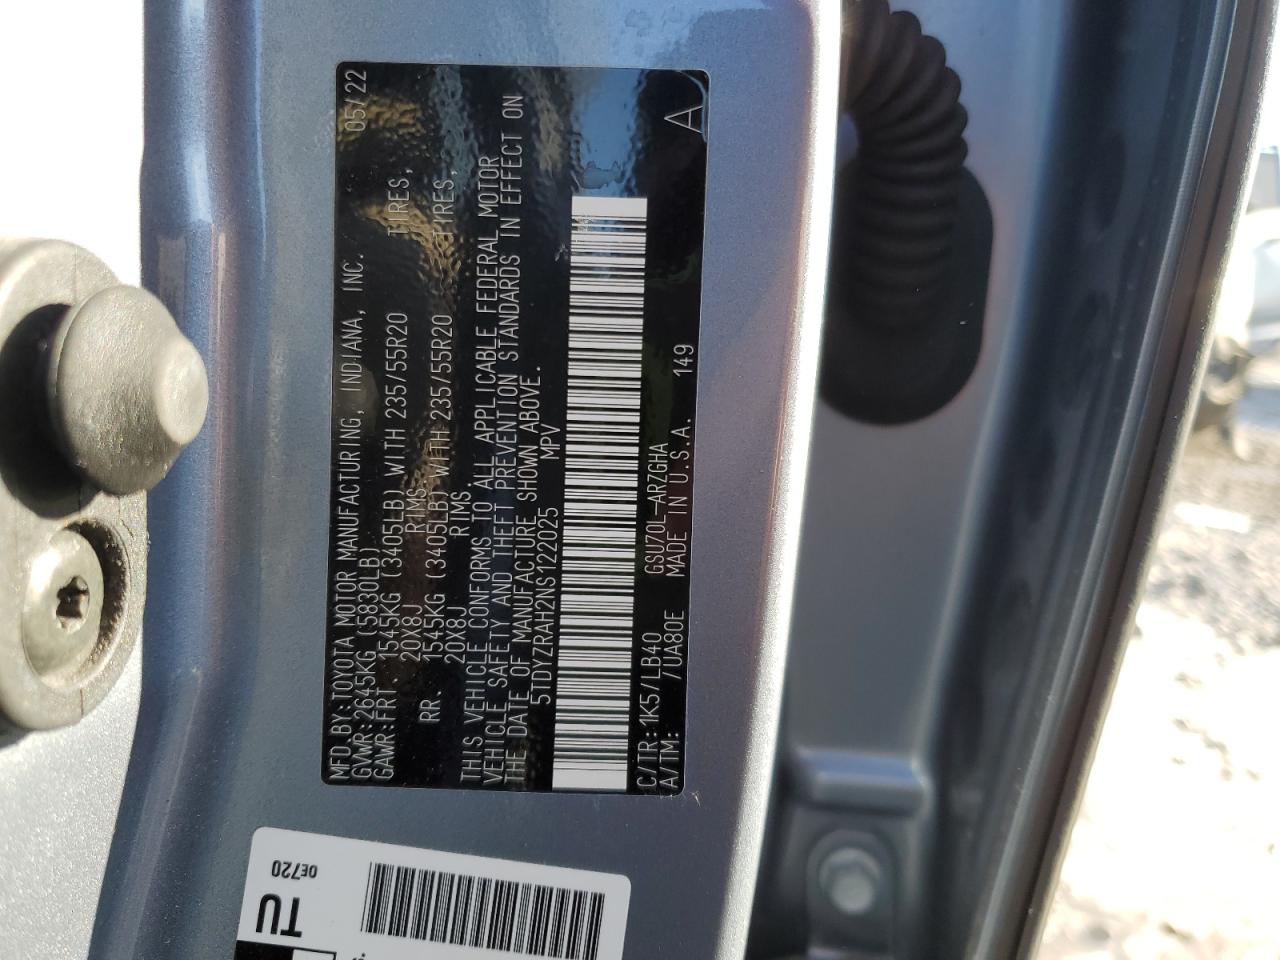 MFD BY:TOYOTA MOTOR MANUFACTURING, INDIANA, INC. 05/22
GVWR:2645KG (5830LB)
GAWR:FRT. 1545KG (3405LB) WITH 235/55R20 TIRES,
20X8J RIMS.
RR. 1545KG (3405LB) WITH 235/55R20 TIRES,
20X8J RIMS.
THIS VEHICLE CONFORMS TO ALL APPLICABLE FEDERAL MOTOR
VEHICLE SAFETY AND THEFT PREVENTION STANDARDS IN EFFECT ON
THE DATE OF MANUFACTURE SHOWN ABOVE.
5TDYZRAH2NS122025 MPV
C/TR:1K5/LB40 GSU70L-ARZGHA
A/TM: /UA80E MADE IN U.S.A. 149 A
TU 0E720